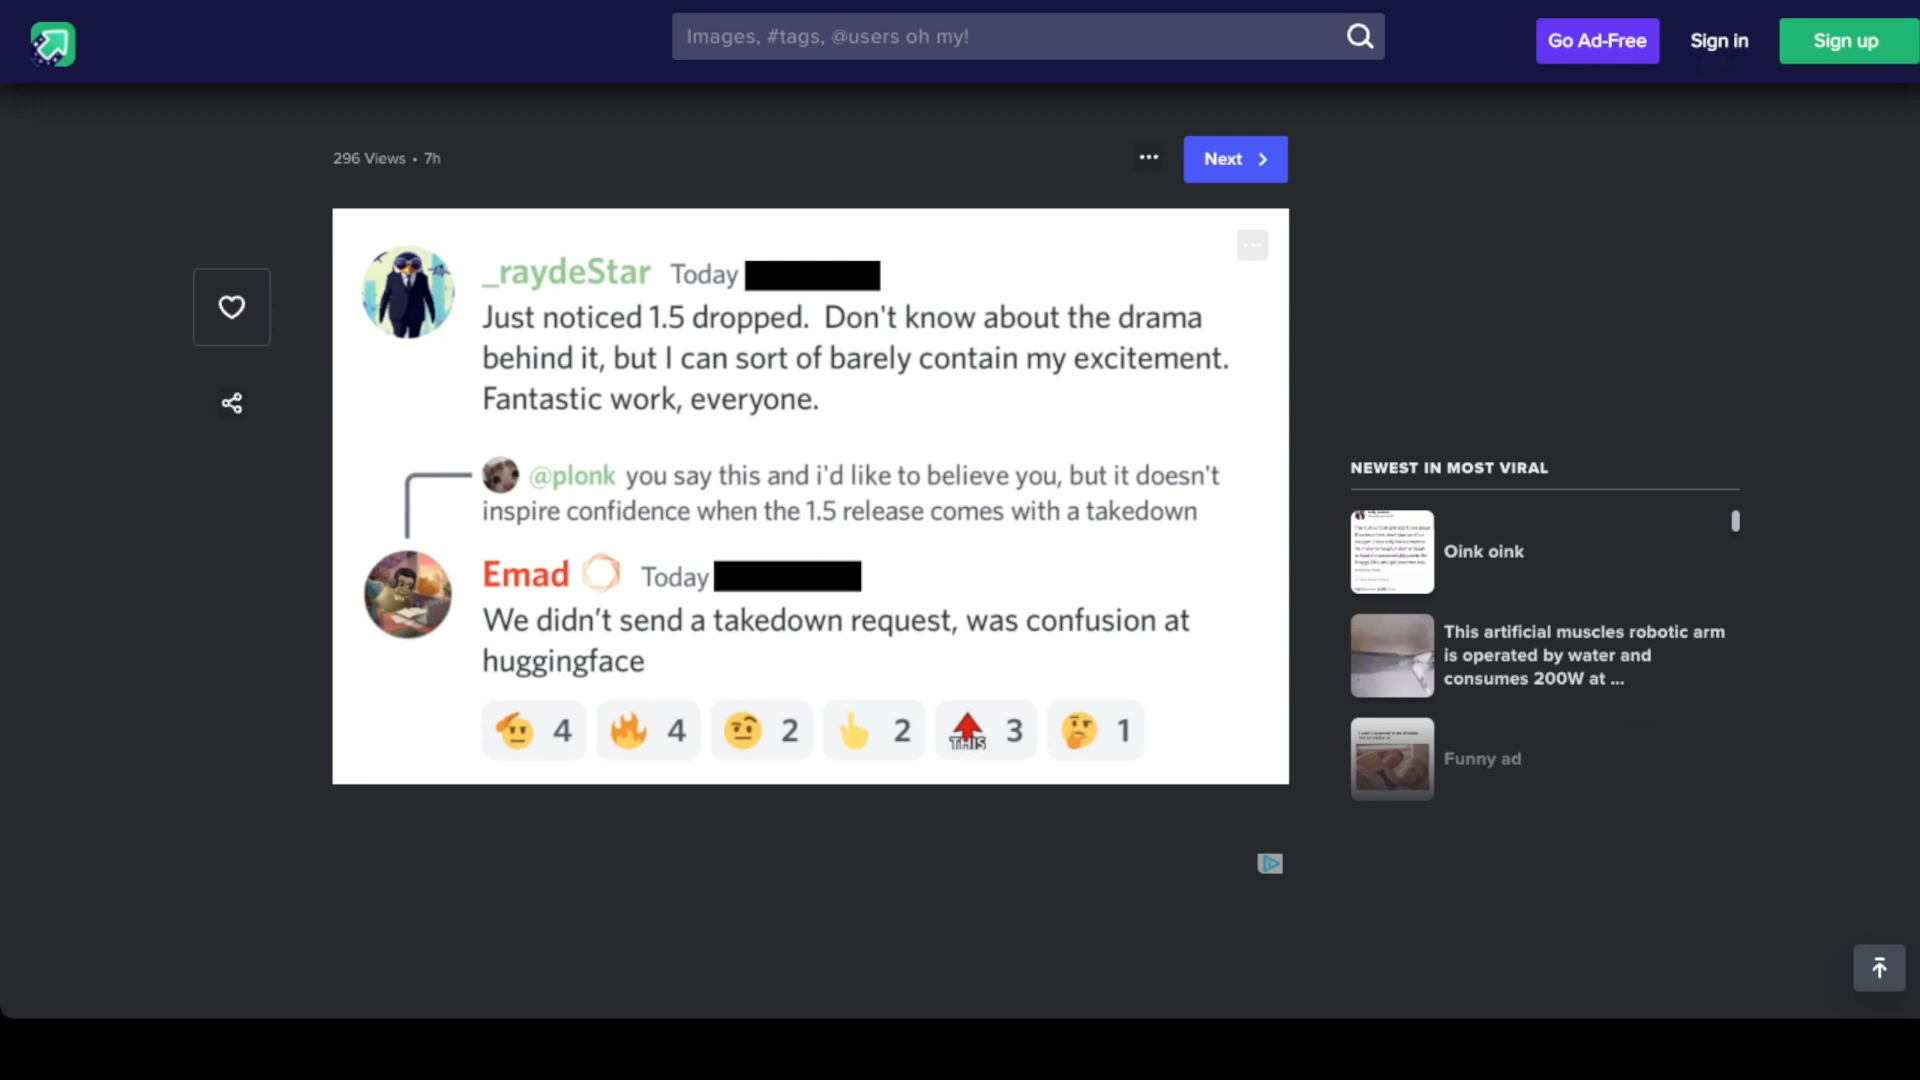 Images, #tags, @users oh my!
Go Ad-Free
Sign in
Sign up
296 Views • 7h
Next
_raydeStar Today
Just noticed 1.5 dropped. Don't know about the drama
behind it, but I can sort of barely contain my excitement.
Fantastic work, everyone.
@plonk you say this and i'd like to believe you, but it doesn't
inspire confidence when the 1.5 release comes with a takedown
Emad Today
We didn’t send a takedown request, was confusion at
huggingface
4 4 2 2 THIS 3 1
NEWEST IN MOST VIRAL
Oink oink
This artificial muscles robotic arm
is operated by water and
consumes 200W at ...
Funny ad